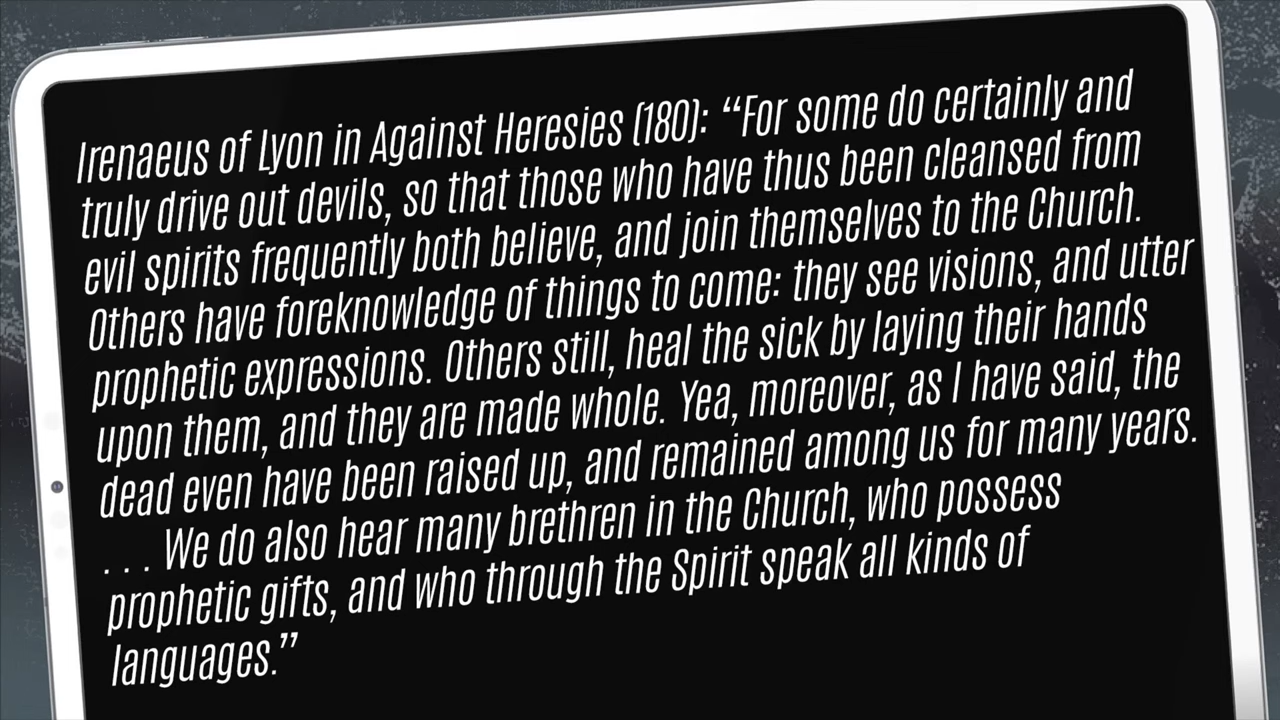 Irenaeus of Lyon in Against Heresies (180): “For some do certainly and
truly drive out devils, so that those who have thus been cleansed from
evil spirits frequently both believe, and join themselves to the Church.
Others have foreknowledge of things to come: they see visions, and utter
prophetic expressions. Others still, heal the sick by laying their hands
upon them, and they are made whole. Yea, moreover, as I have said, the
dead even have been raised up, and remained among us for many years.
. . . We do also hear many brethren in the Church, who possess
prophetic gifts, and who through the Spirit speak all kinds of
languages.”